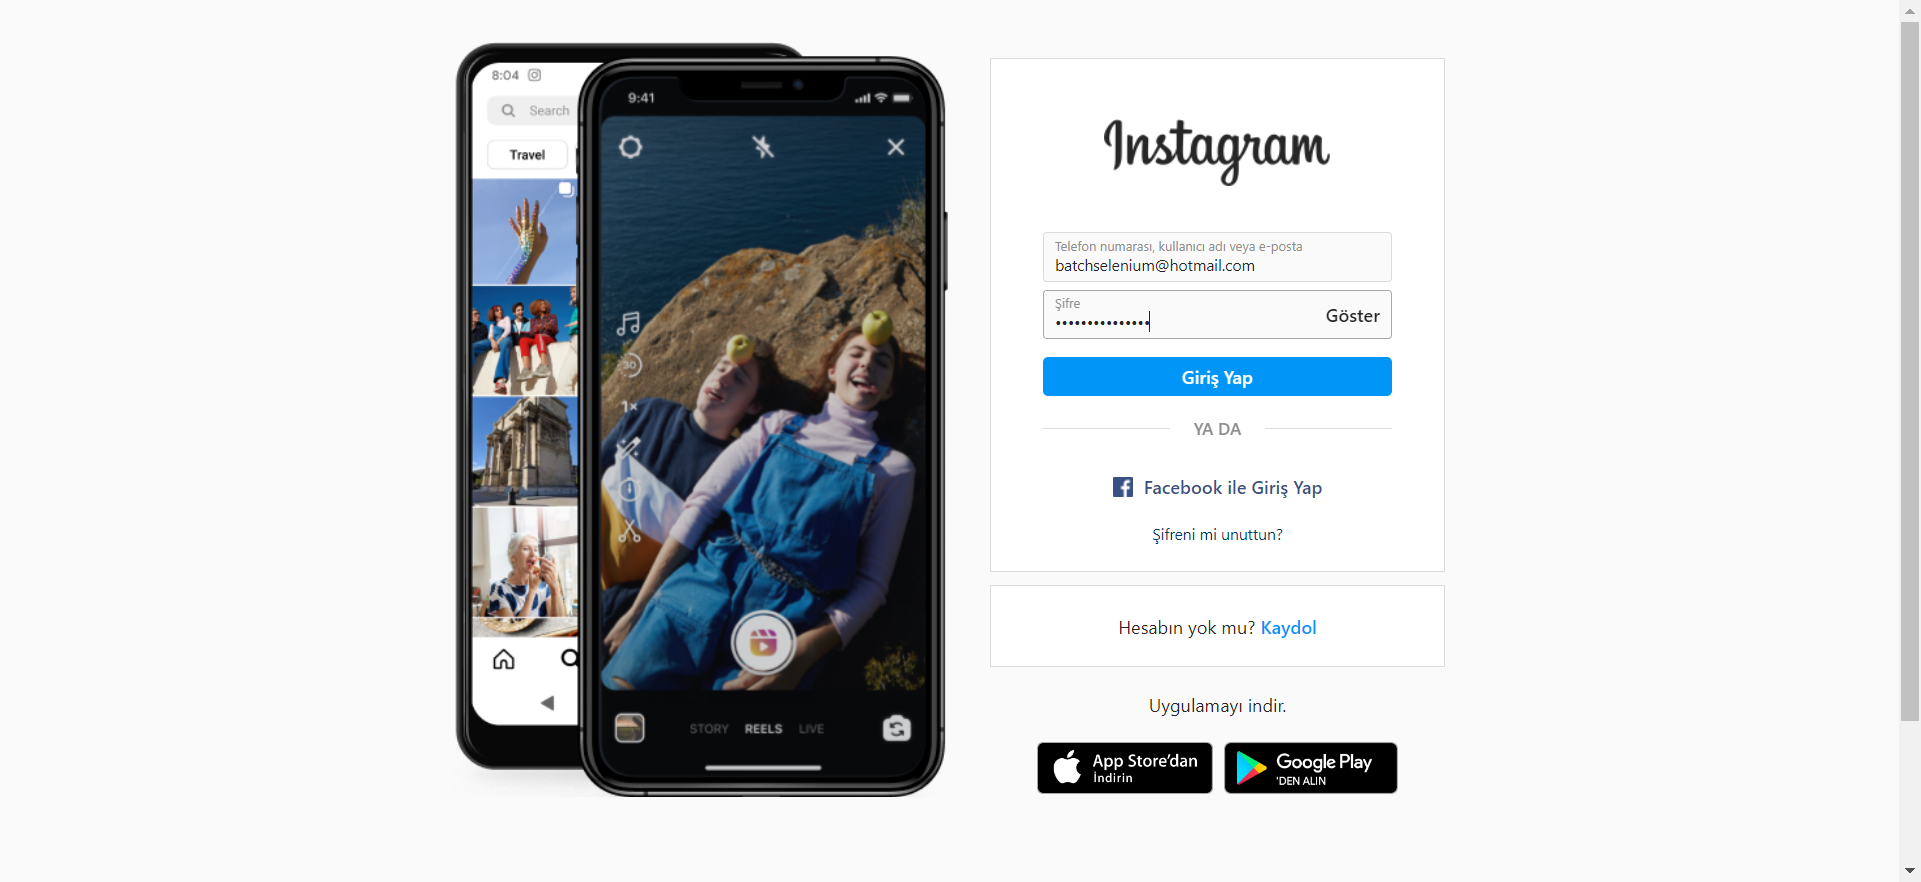 8:04
Search
Travel
9:41
30
1×
STORY REELS LIVE
Instagram
Telefon numarası, kullanıcı adı veya e-posta
batchselenium@hotmail.com
Şifre
•••••••••••••••
Göster
Giriş Yap
YA DA
Facebook ile Giriş Yap
Şifreni mi unuttun?
Hesabın yok mu? Kaydol
Uygulamayı indir.
App Store’dan
İndirin
Google Play
'DEN ALIN